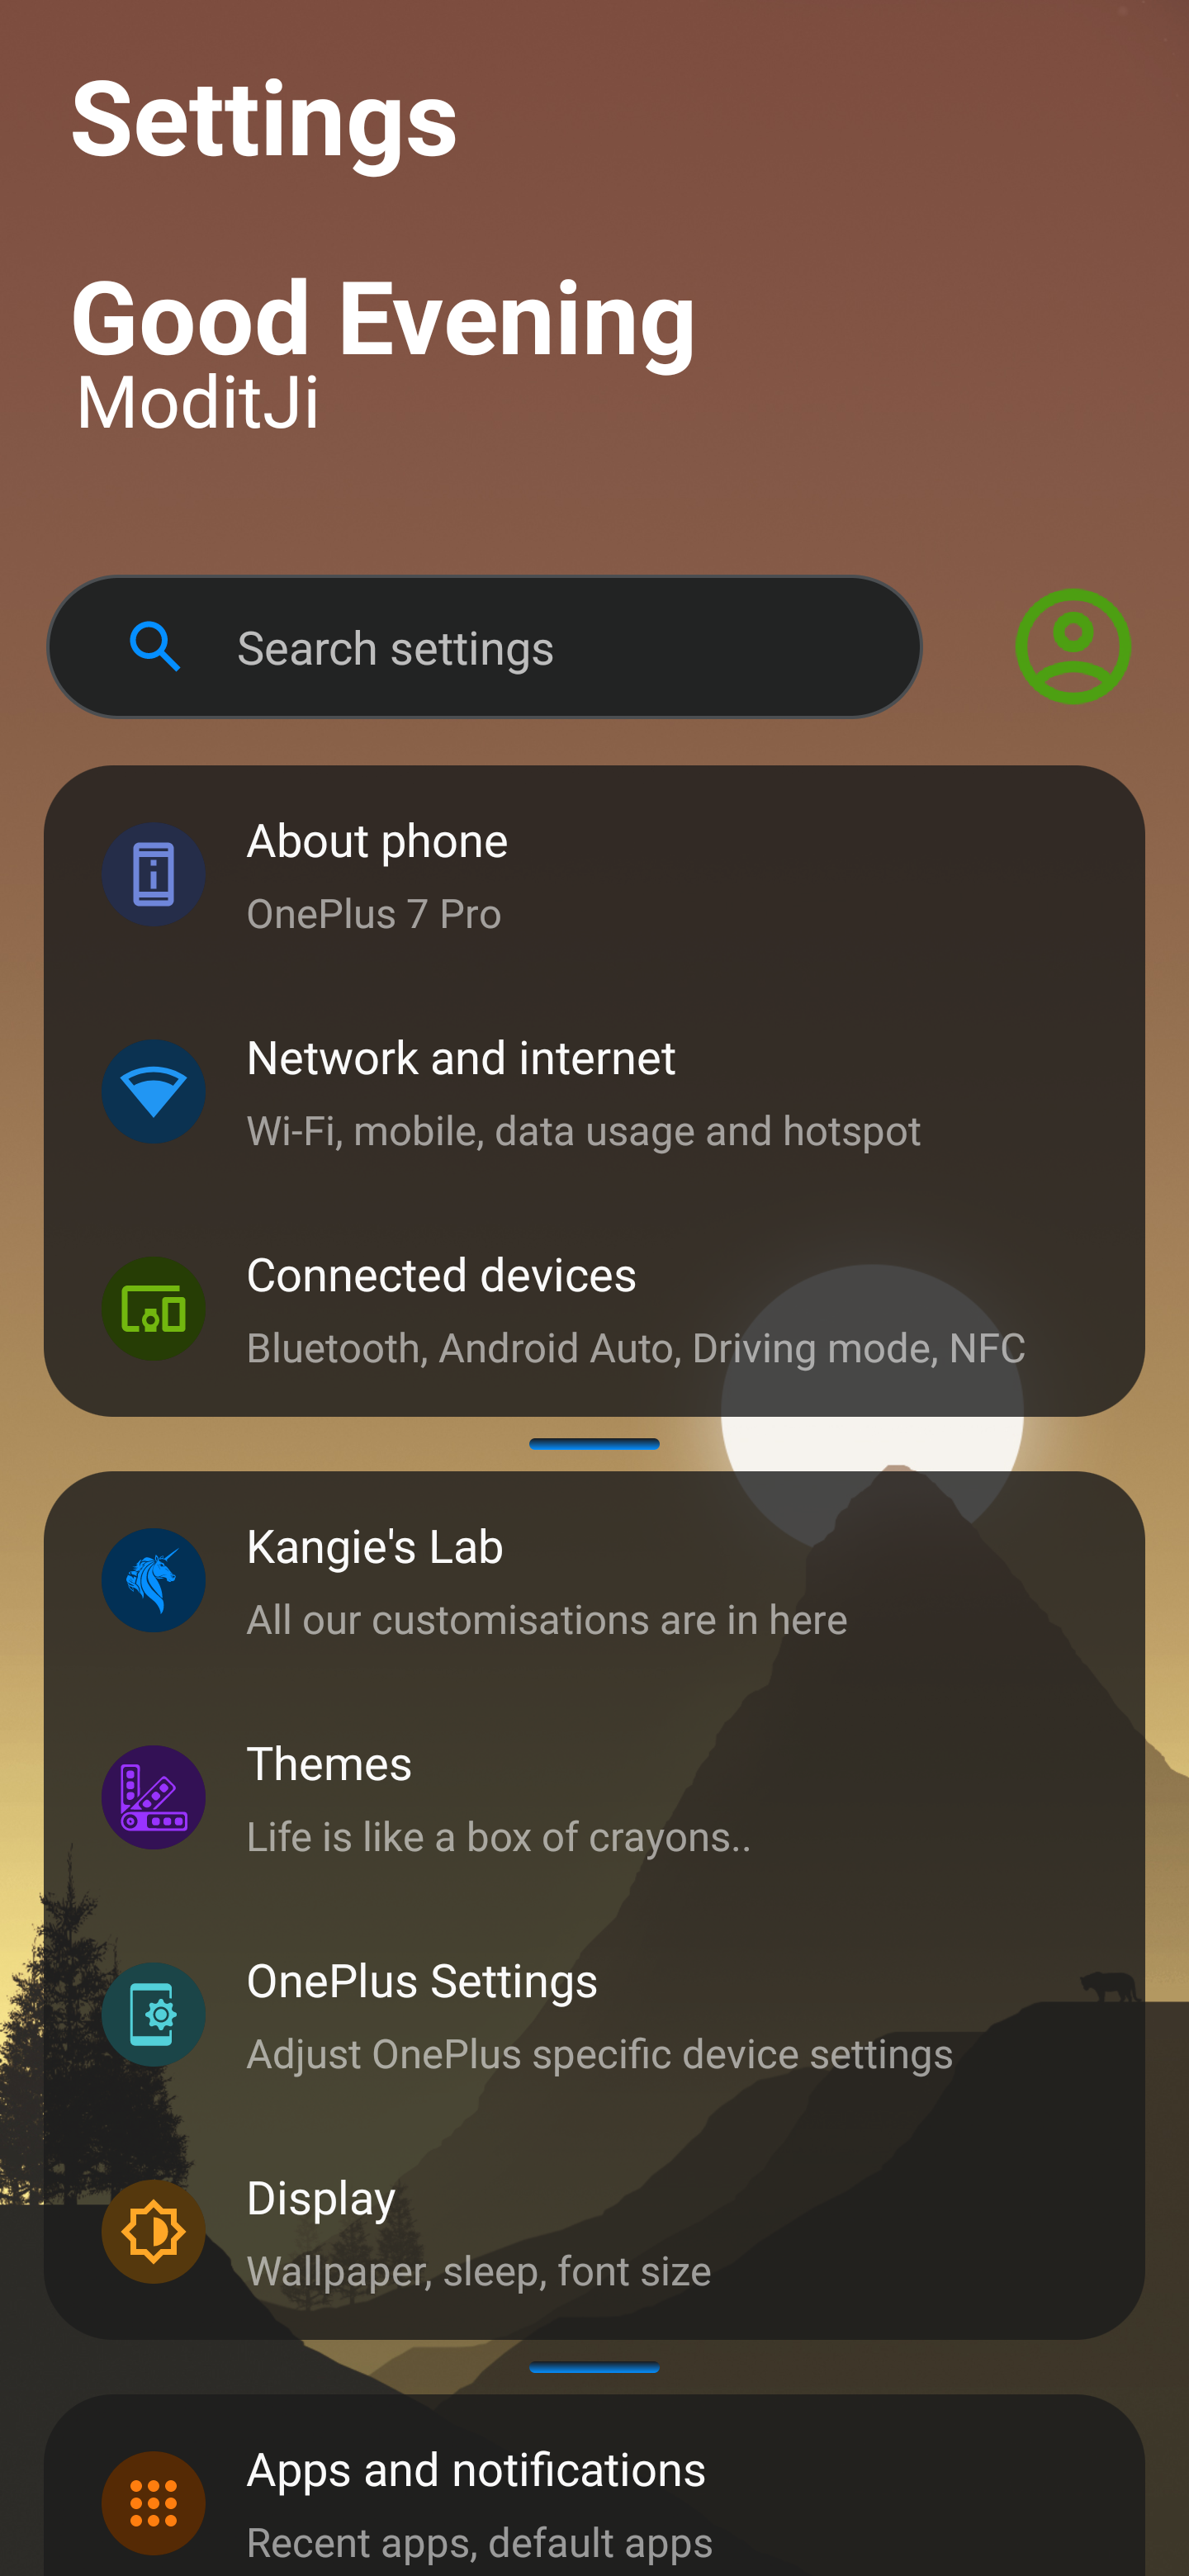 Settings
Good Evening
ModitJi
Search settings
About phone
OnePlus 7 Pro
Network and internet
Wi-Fi, mobile, data usage and hotspot
Connected devices
Bluetooth, Android Auto, Driving mode, NFC
Kangie's Lab
All our customisations are in here
Themes
Life is like a box of crayons..
OnePlus Settings
Adjust OnePlus specific device settings
Display
Wallpaper, sleep, font size
Apps and notifications
Recent apps, default apps